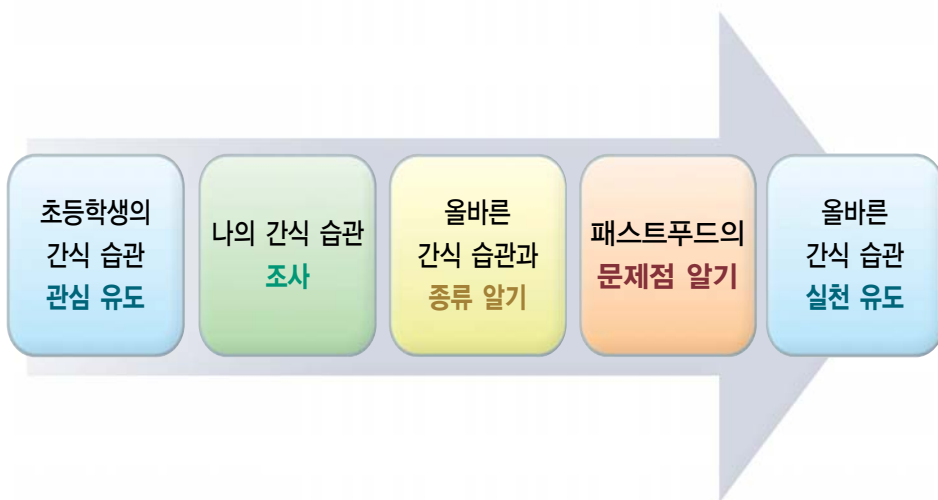 초등학생의
간식 습관
관심 유도
나의 간식 습관
조사
올바른
간식 습관과
종류 알기
패스트푸드의
문제점 알기
올바른
간식 습관
실천 유도